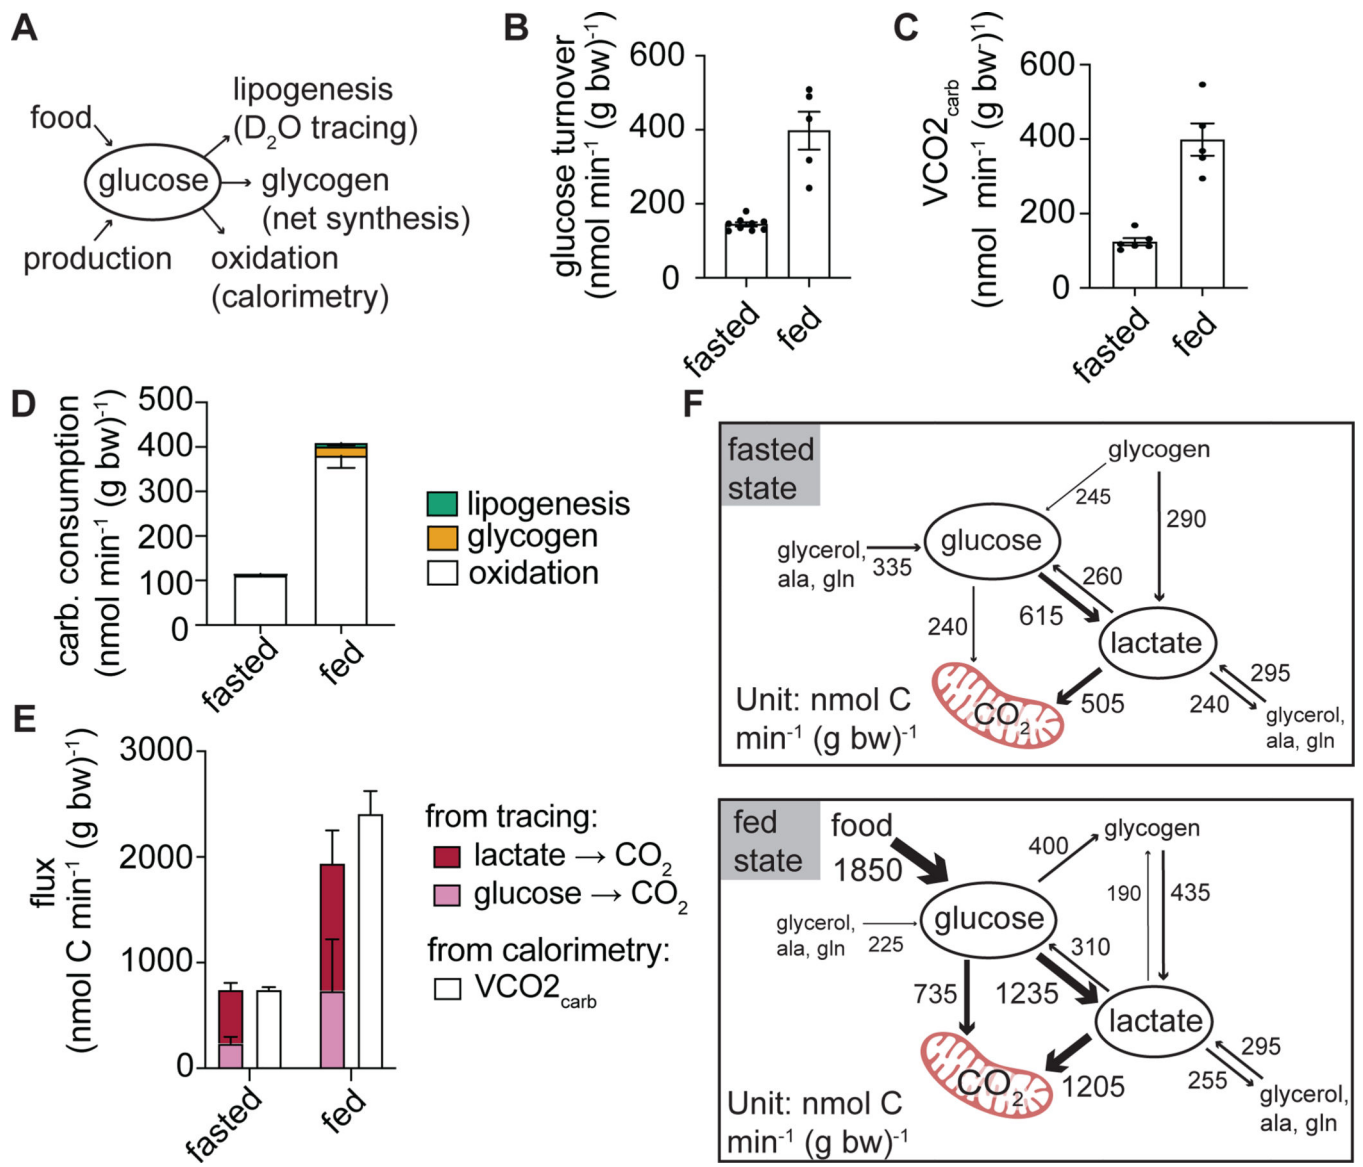 A
food
lipogenesis
(D2O tracing)
glucose
glycogen
(net synthesis)
production
oxidation
(calorimetry)
B
glucose turnover
(nmol min-1 (g bw)-1
600
400
200
0
fasted
fed
C
VCO2carb
(nmol min-1 (g bw-)1)
600
400
200
0
fasted
fed
D
carb. consumption
(nmol min-1 (g bw)-1
500
400
300
200
100
0
fasted
fed
lipogenesis
glycogen
oxidation
E
flux
(nmol C min-1 (g bw)-1
3000
2000
1000
0
fasted
fed
from tracing:
lactate → CO2
glucose → CO2
from calorimetry:
VCO2carb
F
fasted
state
glycogen
245
290
glucose
glycerol,
ala, gln
335
260
615
240
lactate
295
240
505
CO2
glycerol,
ala, gln
Unit: nmol C
min-1 (g bw)-1
fed
state
food
1850
glycogen
400
190
435
glucose
glycerol,
ala, gln
225
310
735
1235
lactate
295
255
1205
CO2
glycerol,
ala, gln
Unit: nmol C
min-1 (g bw)-1